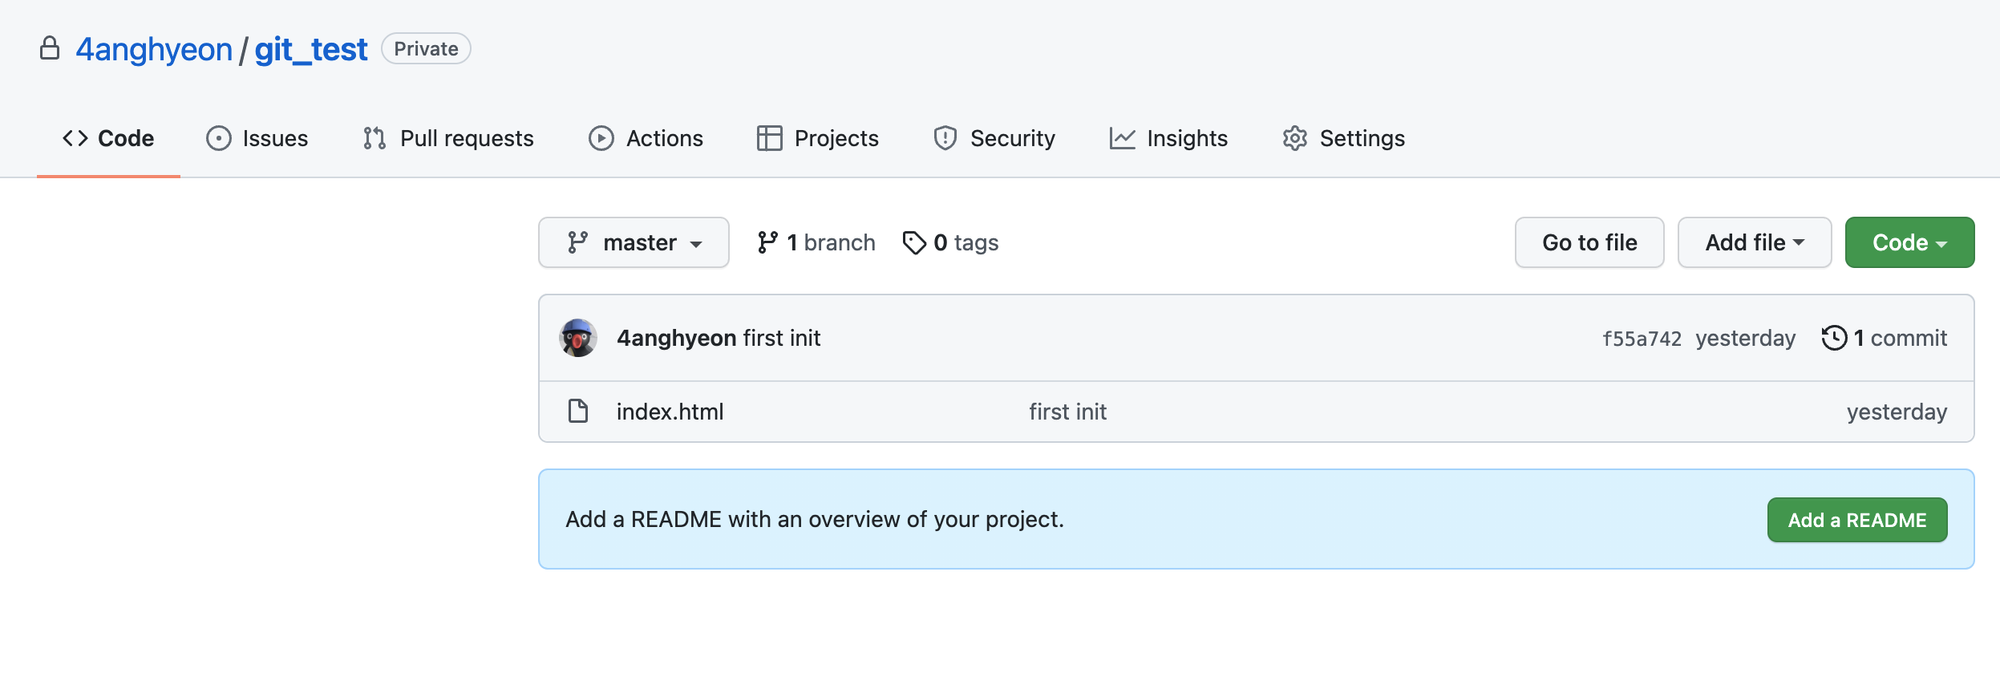 4anghyeon / git_test Private
Code Issues Pull requests Actions Projects Security Insights Settings
master 1 branch 0 tags Go to file Add file Code
4anghyeon first init f55a742 yesterday 1 commit
index.html first init yesterday
Add a README with an overview of your project. Add a README